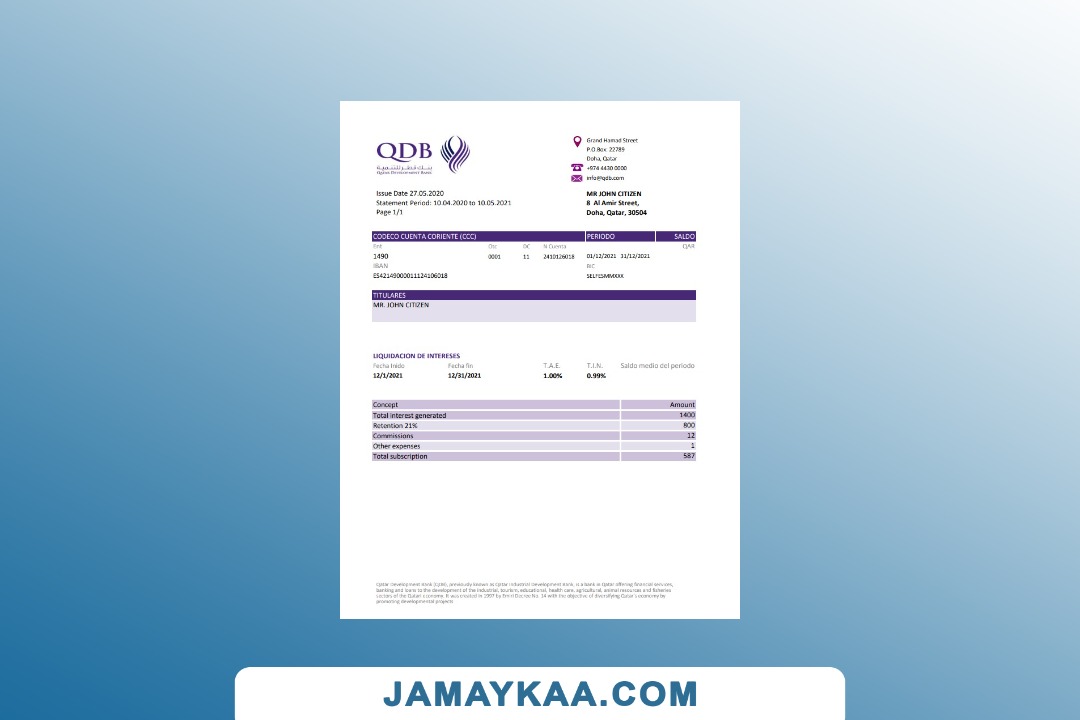 QDB
بنك قطر للتنمية
QATAR DEVELOPMENT BANK
Grand Hamad Street
P.O.Box 22789
Doha, Qatar
+974 4430 0000
info@qdb.com
Issue Date 27.05.2020
Statement Period: 10.04.2020 to 10.05.2021
Page 1/1
MR JOHN CITIZEN
8 Al Amir Street,
Doha, Qatar, 30504
CODECO CUENTA CORIENTE (CCC) PERIODO SALDO
Ent Osc DC N Cuenta QAR
1490 0001 11 2410126018 01/12/2021 31/12/2021
IBAN BIC
ES42149000011124106018 SELFESMMXXX
TITULARES
MR. JOHN CITIZEN
LIQUIDACION DE INTERESES
Fecha Inido Fecha fin T.A.E. T.I.N. Saldo medio del periodo
12/1/2021 12/31/2021 1.00% 0.99%
Concept Amount
Total interest generated 1400
Retention 21% 800
Commissions 12
Other expenses 1
Total subscription 587
Qatar Development Bank (QDB), previously known as Qatar Industrial Development Bank, is a bank in Qatar offering financial services,
banking and loans to the development of the industrial, tourism, educational, health care, agricultural, animal resources and fisheries
sectors of the Qatari economy. It was created in 1997 by Emiri Decree No. 14 with the objective of diversifying Qatar's economy by
promoting developmental projects
JAMAYKAA.COM